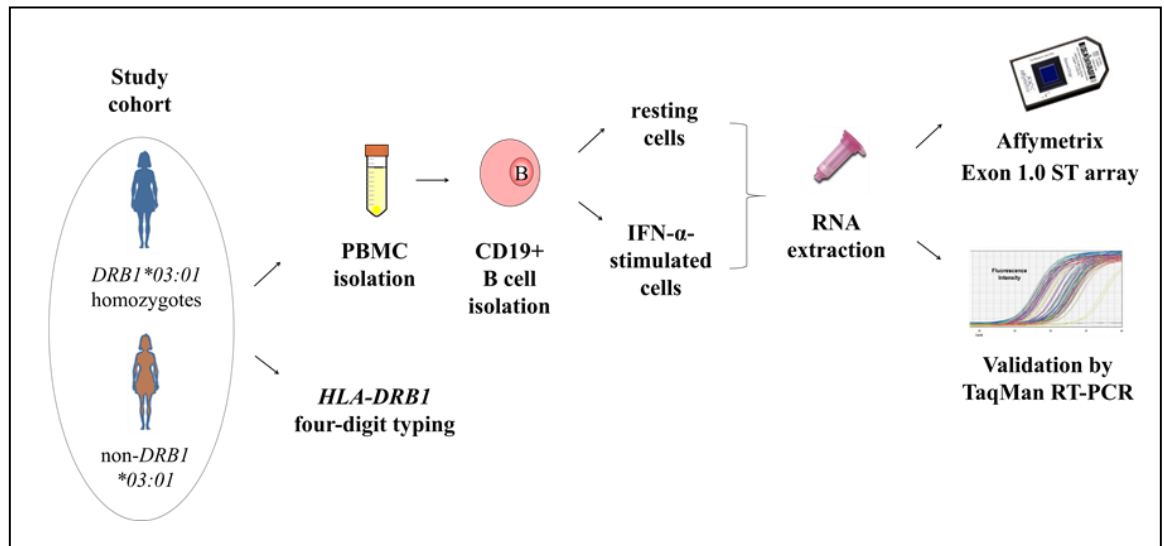 Study
cohort
DRB1*03:01
homozygotes
non-DRB1
*03:01
PBMC
isolation
HLA-DRB1
four-digit typing
B
CD19+
B cell
isolation
resting
cells
IFN-α-
stimulated
cells
RNA
extraction
Affymetrix
Exon 1.0 ST array
Fluorescence
Intensity
Validation by
TaqMan RT-PCR